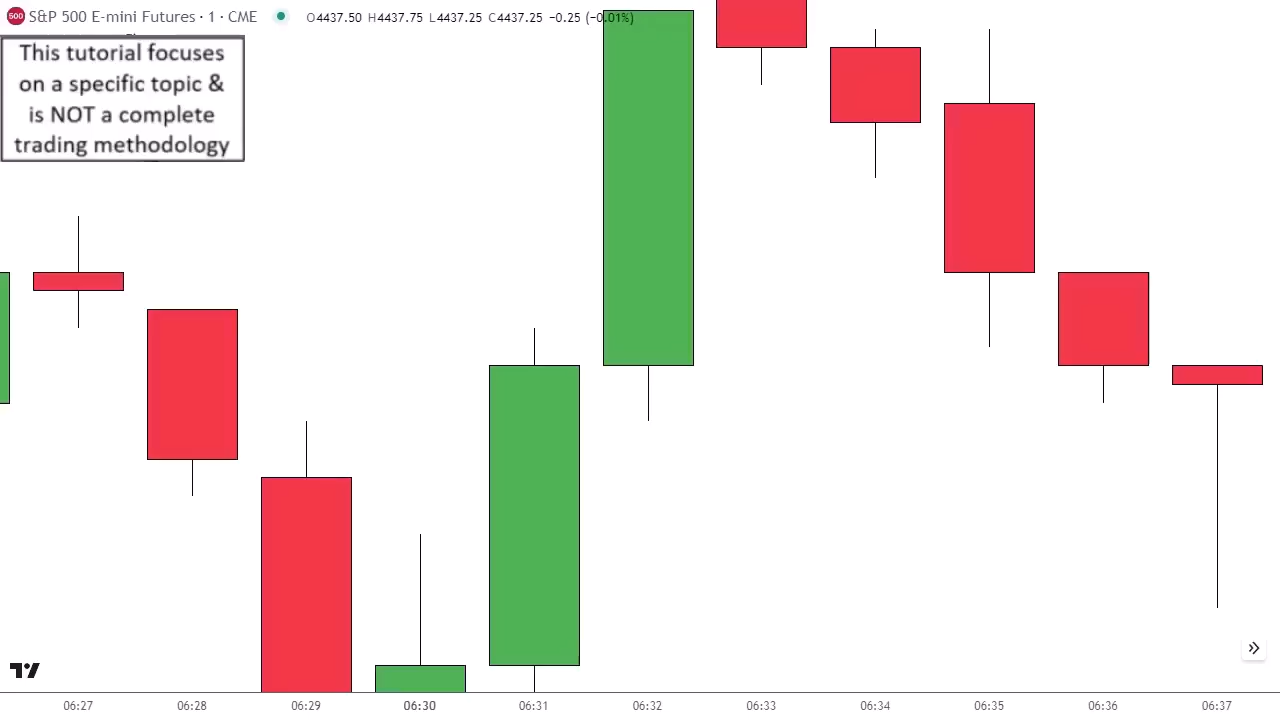 500 S&P 500 E-mini Futures · 1 · CME O4437.50 H4437.75 L4437.25 C4437.25 −0.25 (−0.01%)
This tutorial focuses
on a specific topic &
is NOT a complete
trading methodology
06:27 06:28 06:29 06:30 06:31 06:32 06:33 06:34 06:35 06:36 06:37